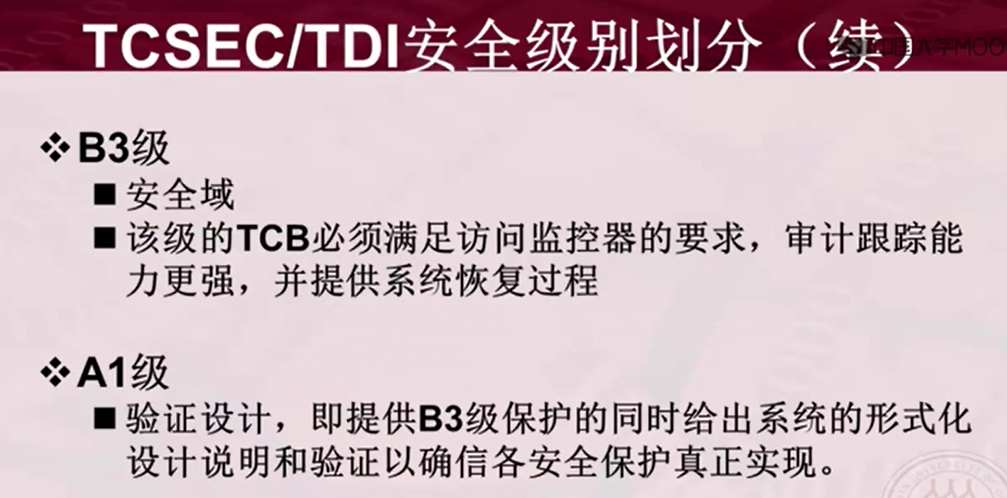 TCSEC/TDI安全级别划分（续）
中国大学MOO
❖B3级
■ 安全域
■ 该级的TCB必须满足访问监控器的要求，审计跟踪能
力更强，并提供系统恢复过程
❖A1级
■ 验证设计，即提供B3级保护的同时给出系统的形式化
设计说明和验证以确信各安全保护真正实现。